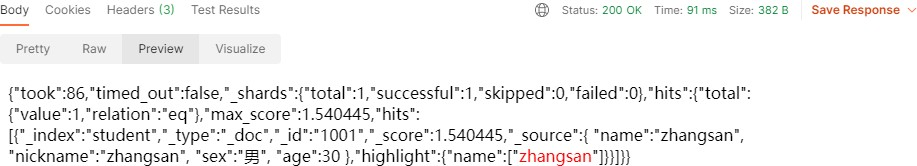 Body Cookies Headers (3) Test Results Status: 200 OK Time: 91 ms Size: 382 B Save Response
Pretty Raw Preview Visualize
{"took":86,"timed_out":false,"_shards":{"total":1,"successful":1,"skipped":0,"failed":0},"hits":{"total":
{"value":1,"relation":"eq"},"max_score":1.540445,"hits":
[{"_index":"student","_type":"_doc","_id":"1001","_score":1.540445,"_source":{ "name":"zhangsan",
"nickname":"zhangsan", "sex":"男", "age":30 },"highlight":{"name":["zhangsan"]}}]}}